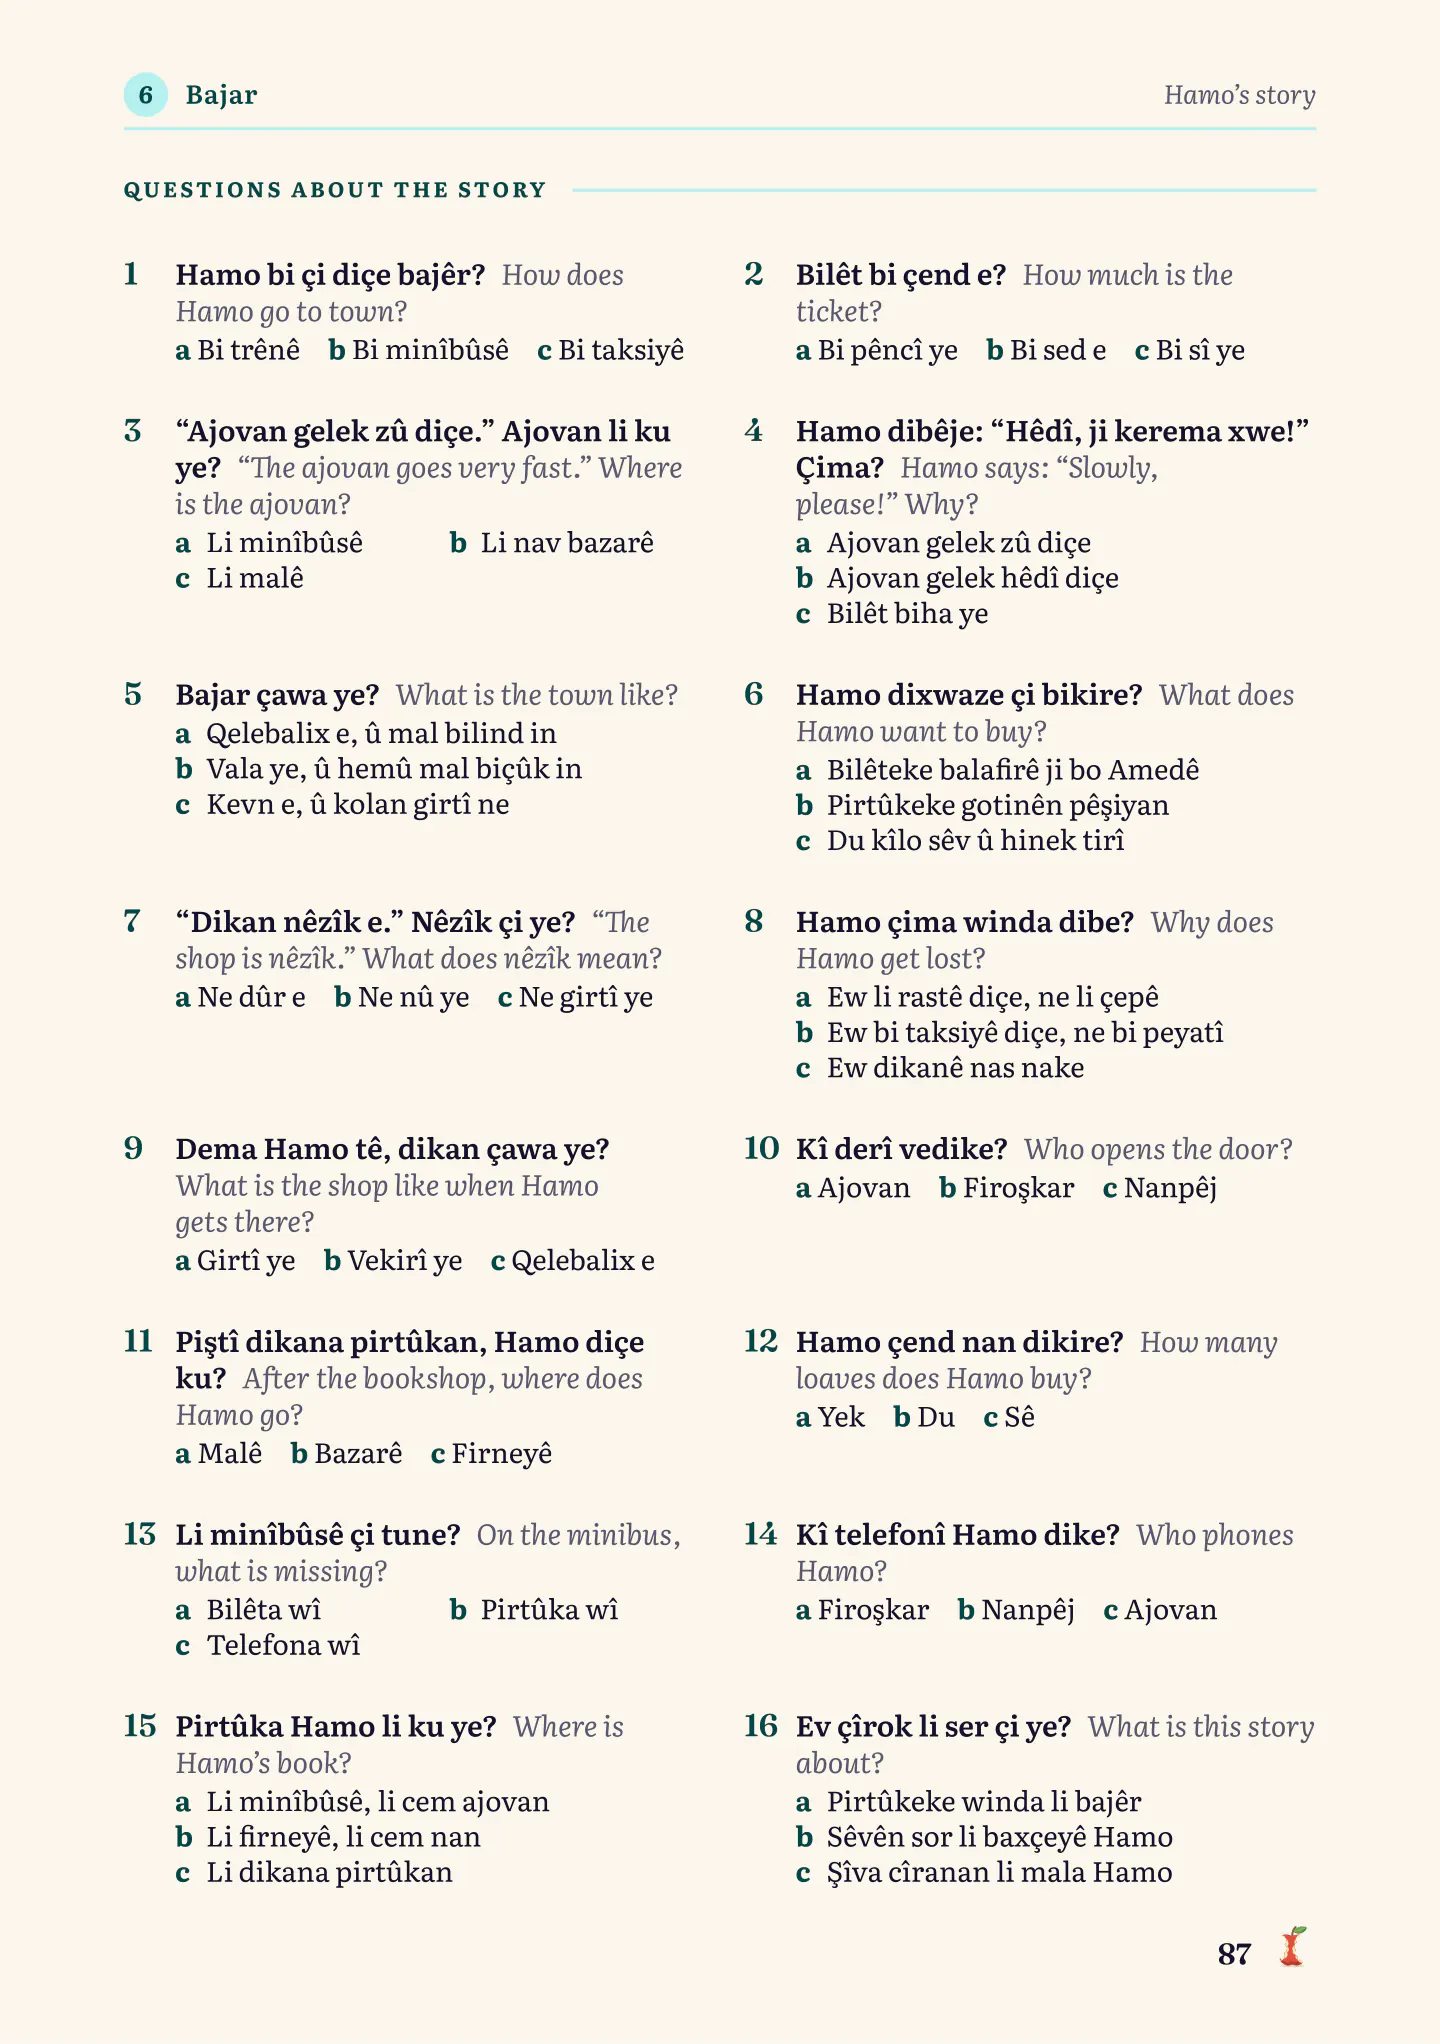 6 Bajar
Hamo’s story
QUESTIONS ABOUT THE STORY
1 Hamo bi çi diçe bajêr? How does
Hamo go to town?
a Bi trênê b Bi minîbûsê c Bi taksiyê
2 Bilêt bi çend e? How much is the
ticket?
a Bi pêncî ye b Bi sed e c Bi sî ye
3 “Ajovan gelek zû diçe.” Ajovan li ku
ye? “The ajovan goes very fast.” Where
is the ajovan?
a Li minîbûsê b Li nav bazarê
c Li malê
4 Hamo dibêje: “Hêdî, ji kerema xwe!”
Çima? Hamo says: “Slowly,
please!” Why?
a Ajovan gelek zû diçe
b Ajovan gelek hêdî diçe
c Bilêt biha ye
5 Bajar çawa ye? What is the town like?
a Qelebalix e, û mal bilind in
b Vala ye, û hemû mal biçûk in
c Kevn e, û kolan girtî ne
6 Hamo dixwaze çi bikire? What does
Hamo want to buy?
a Bilêteke balafirê ji bo Amedê
b Pirtûkeke gotinên pêşiyan
c Du kîlo sêv û hinek tirî
7 “Dikan nêzîk e.” Nêzîk çi ye? “The
shop is nêzîk.” What does nêzîk mean?
a Ne dûr e b Ne nû ye c Ne girtî ye
8 Hamo çima winda dibe? Why does
Hamo get lost?
a Ew li rastê diçe, ne li çepê
b Ew bi taksiyê diçe, ne bi peyatî
c Ew dikanê nas nake
9 Dema Hamo tê, dikan çawa ye?
What is the shop like when Hamo
gets there?
a Girtî ye b Vekirî ye c Qelebalix e
10 Kî derî vedike? Who opens the door?
a Ajovan b Firoşkar c Nanpêj
11 Piştî dikana pirtûkan, Hamo diçe
ku? After the bookshop, where does
Hamo go?
a Malê b Bazarê c Firneyê
12 Hamo çend nan dikire? How many
loaves does Hamo buy?
a Yek b Du c Sê
13 Li minîbûsê çi tune? On the minibus,
what is missing?
a Bilêta wî b Pirtûka wî
c Telefona wî
14 Kî telefonî Hamo dike? Who phones
Hamo?
a Firoşkar b Nanpêj c Ajovan
15 Pirtûka Hamo li ku ye? Where is
Hamo’s book?
a Li minîbûsê, li cem ajovan
b Li firneyê, li cem nan
c Li dikana pirtûkan
16 Ev çîrok li ser çi ye? What is this story
about?
a Pirtûkeke winda li bajêr
b Sêvên sor li baxçeyê Hamo
c Şîva cîranan li mala Hamo
87